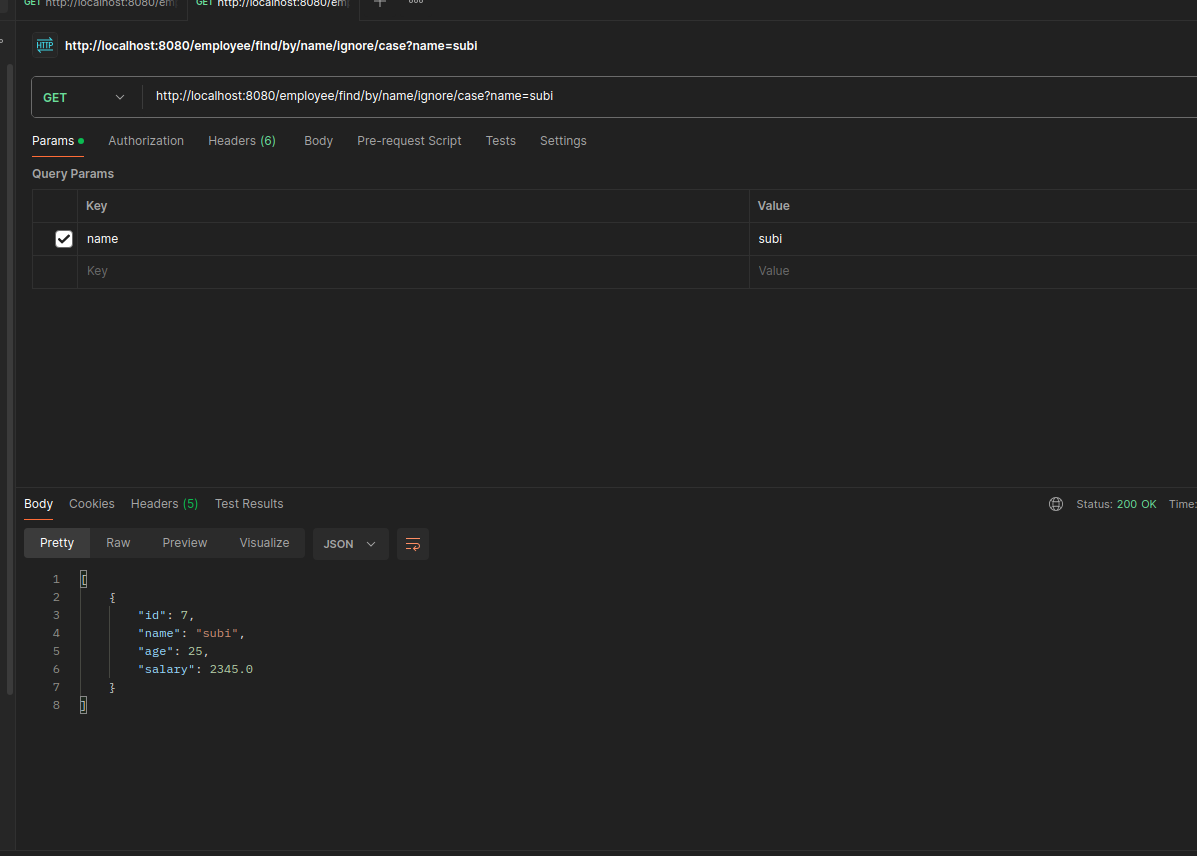 GET http://localhost:8080/em GET http://localhost:8080/em
HTTP http://localhost:8080/employee/find/by/name/ignore/case?name=subi
GET http://localhost:8080/employee/find/by/name/ignore/case?name=subi
Params Authorization Headers (6) Body Pre-request Script Tests Settings
Query Params
Key Value
name subi
Key Value
Body Cookies Headers (5) Test Results Status: 200 OK Time:
Pretty Raw Preview Visualize JSON
1 [
2 {
3 "id": 7,
4 "name": "subi",
5 "age": 25,
6 "salary": 2345.0
7 }
8 ]